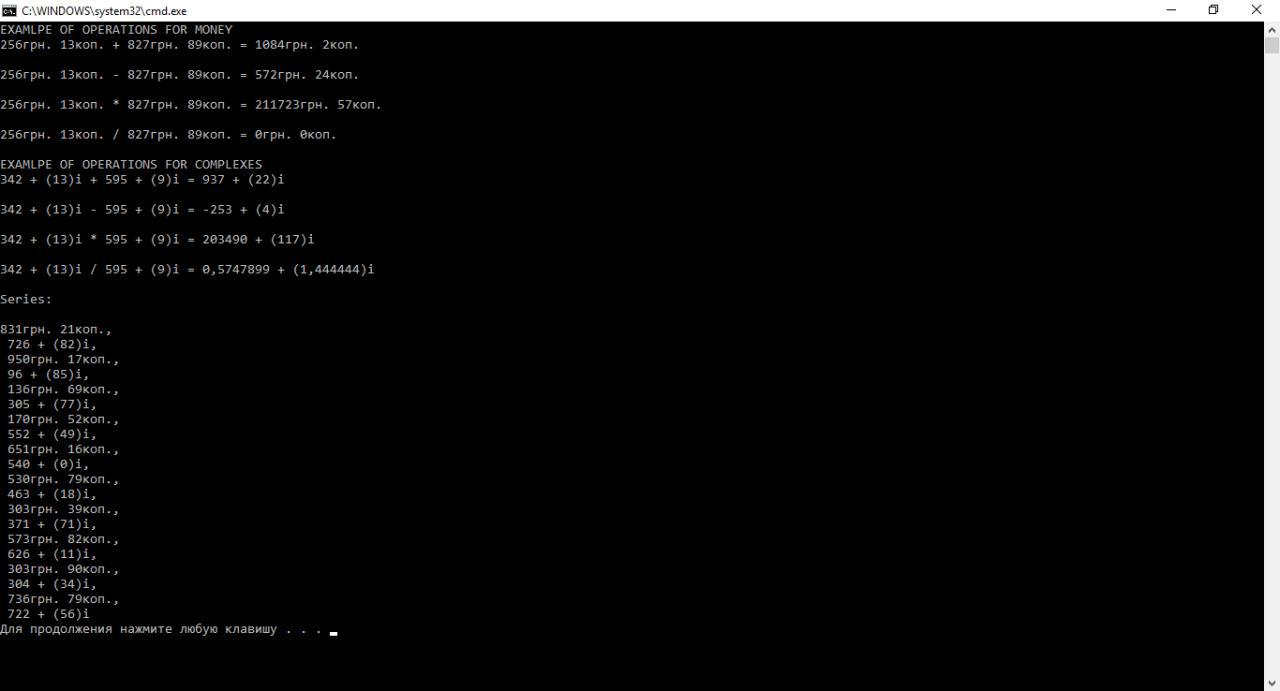 C:\WINDOWS\system32\cmd.exe
EXAMLPE OF OPERATIONS FOR MONEY
256грн. 13коп. + 827грн. 89коп. = 1084грн. 2коп.
256грн. 13коп. - 827грн. 89коп. = 572грн. 24коп.
256грн. 13коп. * 827грн. 89коп. = 211723грн. 57коп.
256грн. 13коп. / 827грн. 89коп. = 0грн. 0коп.
EXAMLPE OF OPERATIONS FOR COMPLEXES
342 + (13)i + 595 + (9)i = 937 + (22)i
342 + (13)i - 595 + (9)i = -253 + (4)i
342 + (13)i * 595 + (9)i = 203490 + (117)i
342 + (13)i / 595 + (9)i = 0,5747899 + (1,444444)i
Series:
831грн. 21коп.,
726 + (82)i,
950грн. 17коп.,
96 + (85)i,
136грн. 69коп.,
305 + (77)i,
170грн. 52коп.,
552 + (49)i,
651грн. 16коп.,
540 + (0)i,
530грн. 79коп.,
463 + (18)i,
303грн. 39коп.,
371 + (71)i,
573грн. 82коп.,
626 + (11)i,
303грн. 90коп.,
304 + (34)i,
736грн. 79коп.,
722 + (56)i
Для продолжения нажмите любую клавишу . . .